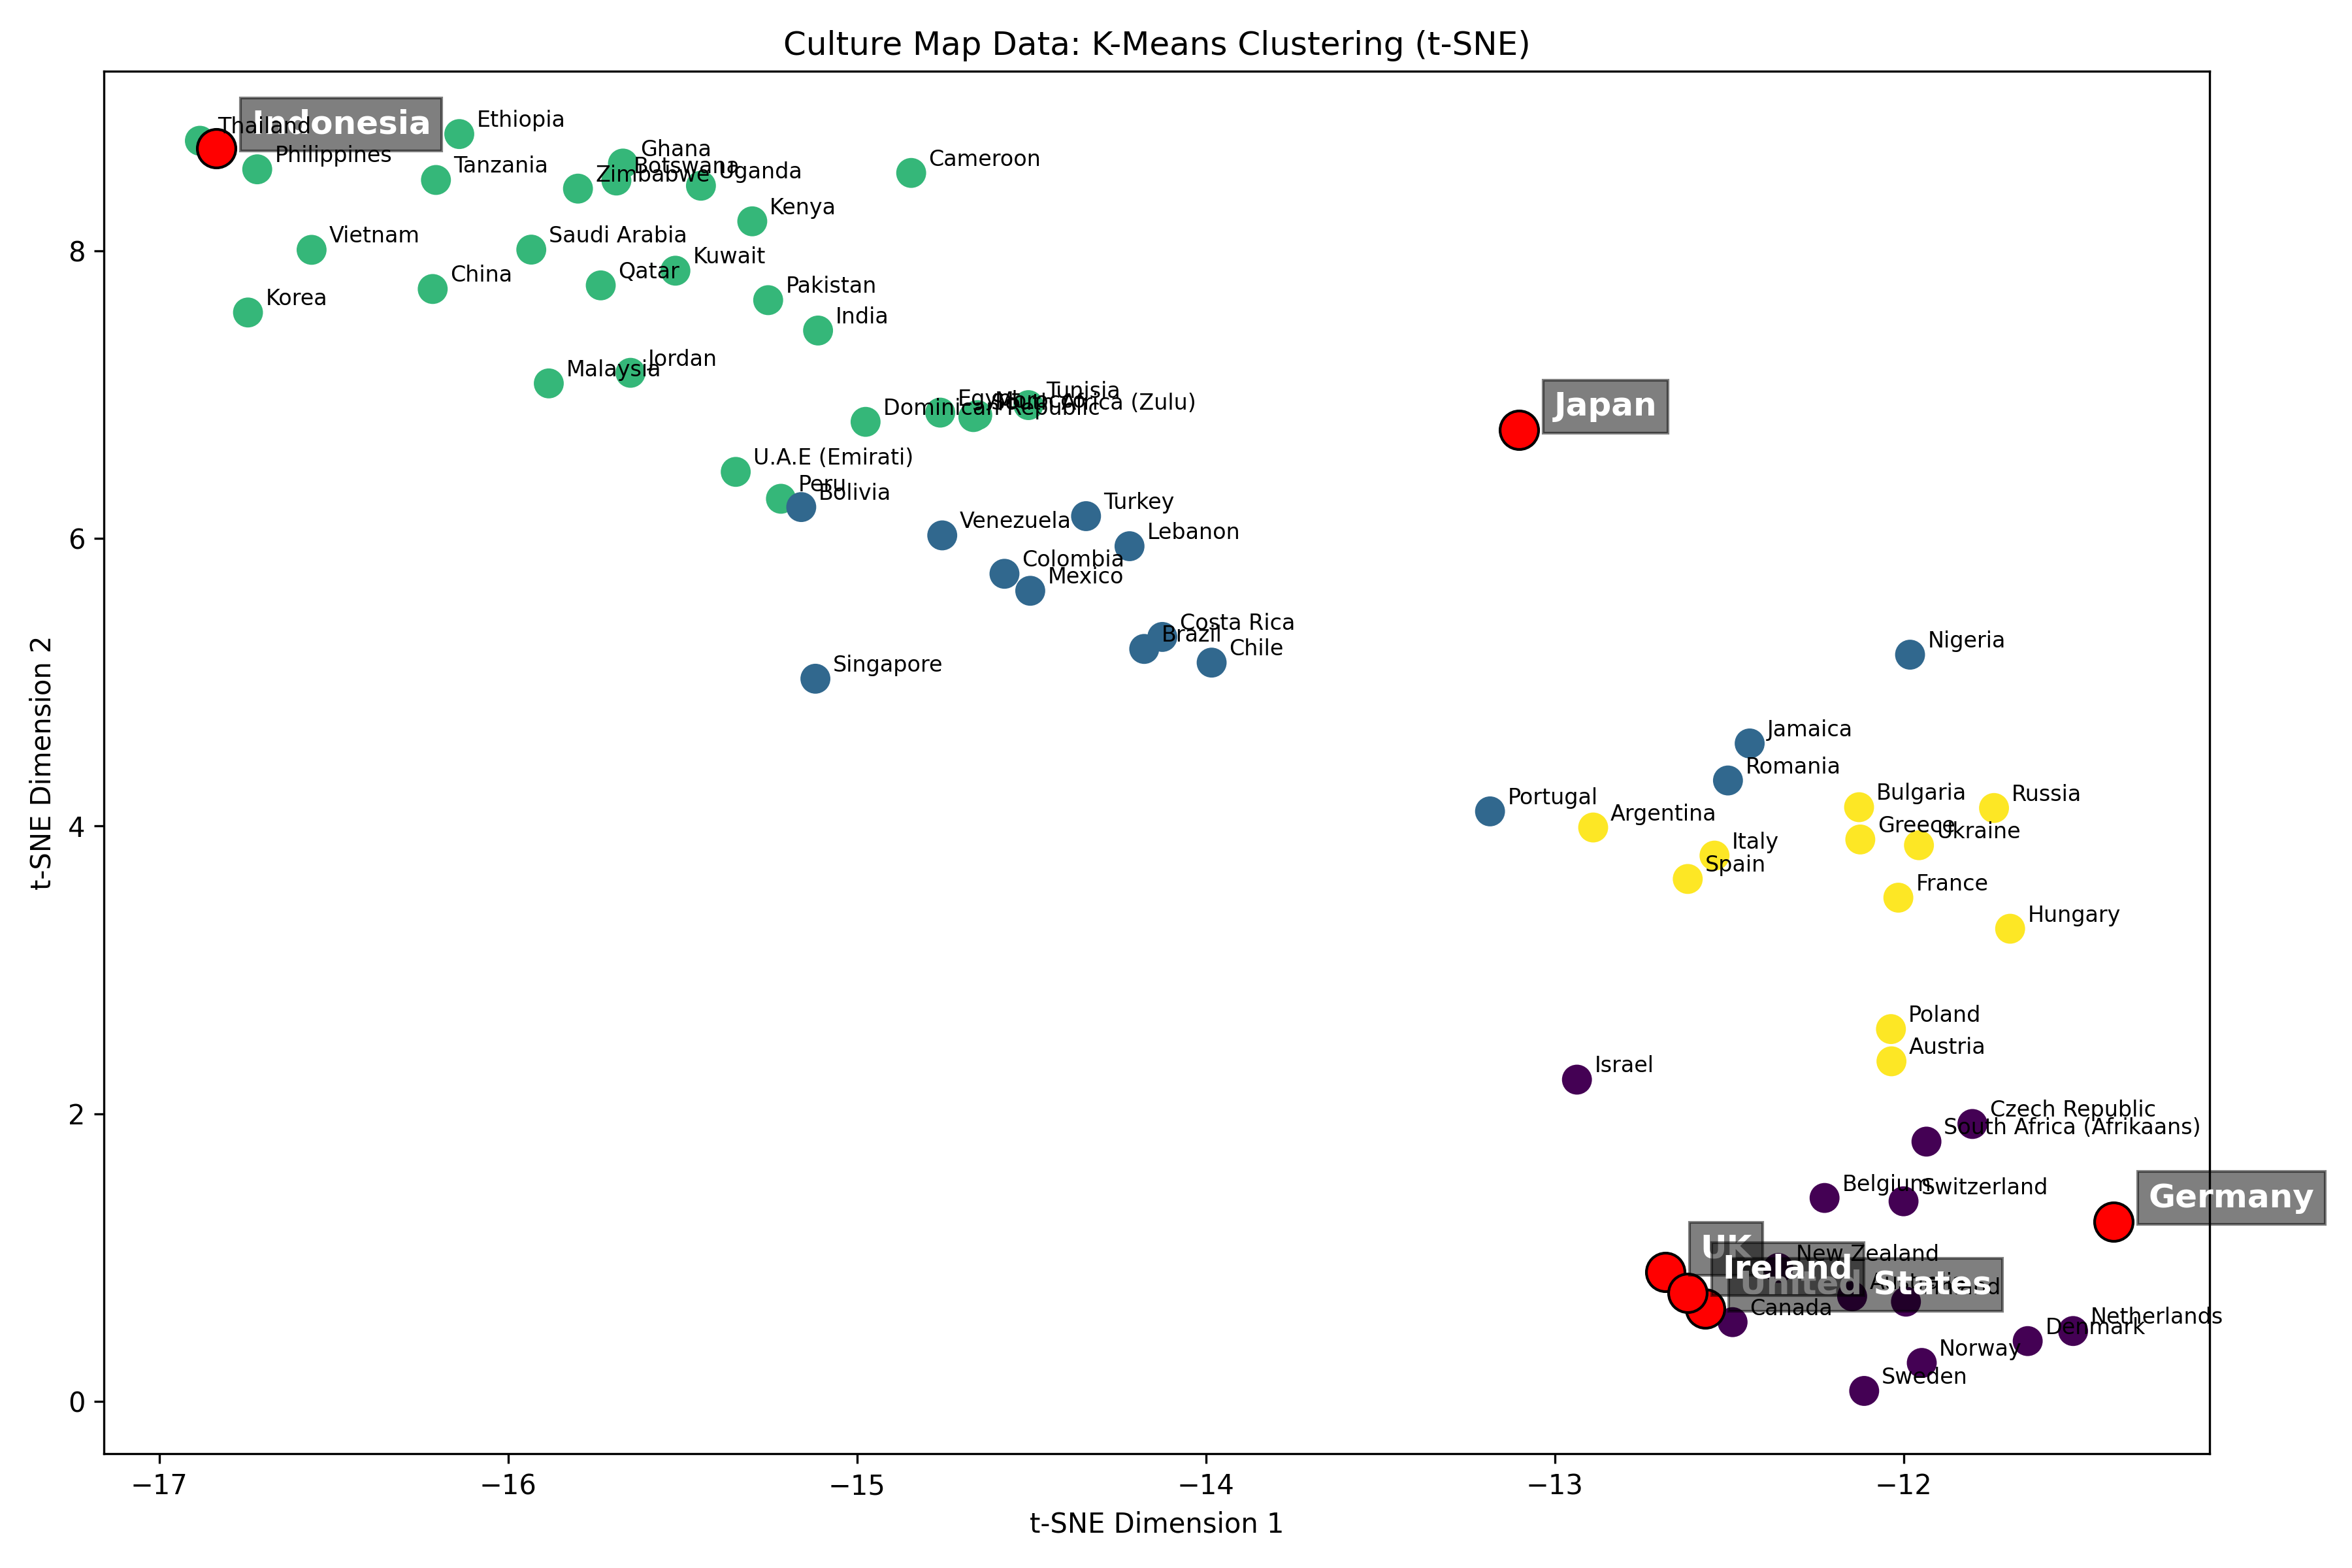 Culture Map Data: K-Means Clustering (t-SNE)
Thailand
Indonesia
Ethiopia
Philippines
Tanzania
Ghana
Botswana
Zimbabwe
Uganda
Cameroon
Kenya
Vietnam
Saudi Arabia
China
Qatar
Kuwait
Korea
Pakistan
India
Malaysia
Jordan
Japan
Dominican Republic
Egypt
Morocco
South Africa (Zulu)
Tunisia
U.A.E (Emirati)
Peru
Bolivia
Venezuela
Turkey
Lebanon
Colombia
Mexico
Costa Rica
Brazil
Chile
Singapore
Nigeria
Jamaica
Romania
Portugal
Argentina
Bulgaria
Russia
Greece
Ukraine
Italy
Spain
France
Hungary
Poland
Austria
Israel
Czech Republic
South Africa (Afrikaans)
Belgium
Switzerland
Germany
UK
New Zealand
Ireland
United States
Canada
Netherlands
Denmark
Norway
Sweden
8
6
4
2
0
t-SNE Dimension 2
−17
−16
−15
−14
−13
−12
t-SNE Dimension 1